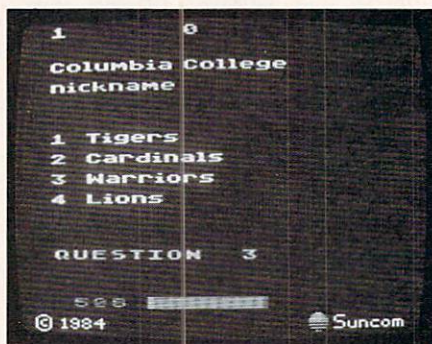 1 0
Columbia College
nickname
1 Tigers
2 Cardinals
3 Warriors
4 Lions
QUESTION 3
© 1984 Suncom